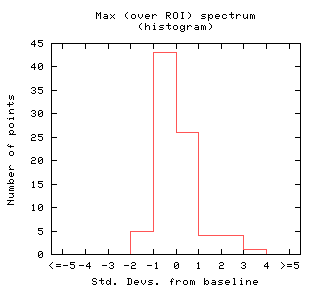 Max (over ROI) spectrum
(histogram)
45
40
35
30
25
20
15
10
5
0
Number of points
<=-5 -4 -3 -2 -1 0 1 2 3 4 >=5
Std. Devs. from baseline